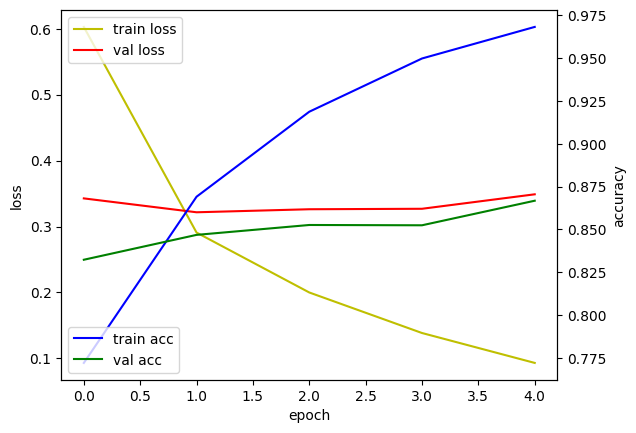 train loss
val loss
train acc
val acc
0.6
0.5
0.4
0.3
0.2
0.1
loss
0.975
0.950
0.925
0.900
0.875
0.850
0.825
0.800
0.775
accuracy
0.0 0.5 1.0 1.5 2.0 2.5 3.0 3.5 4.0
epoch